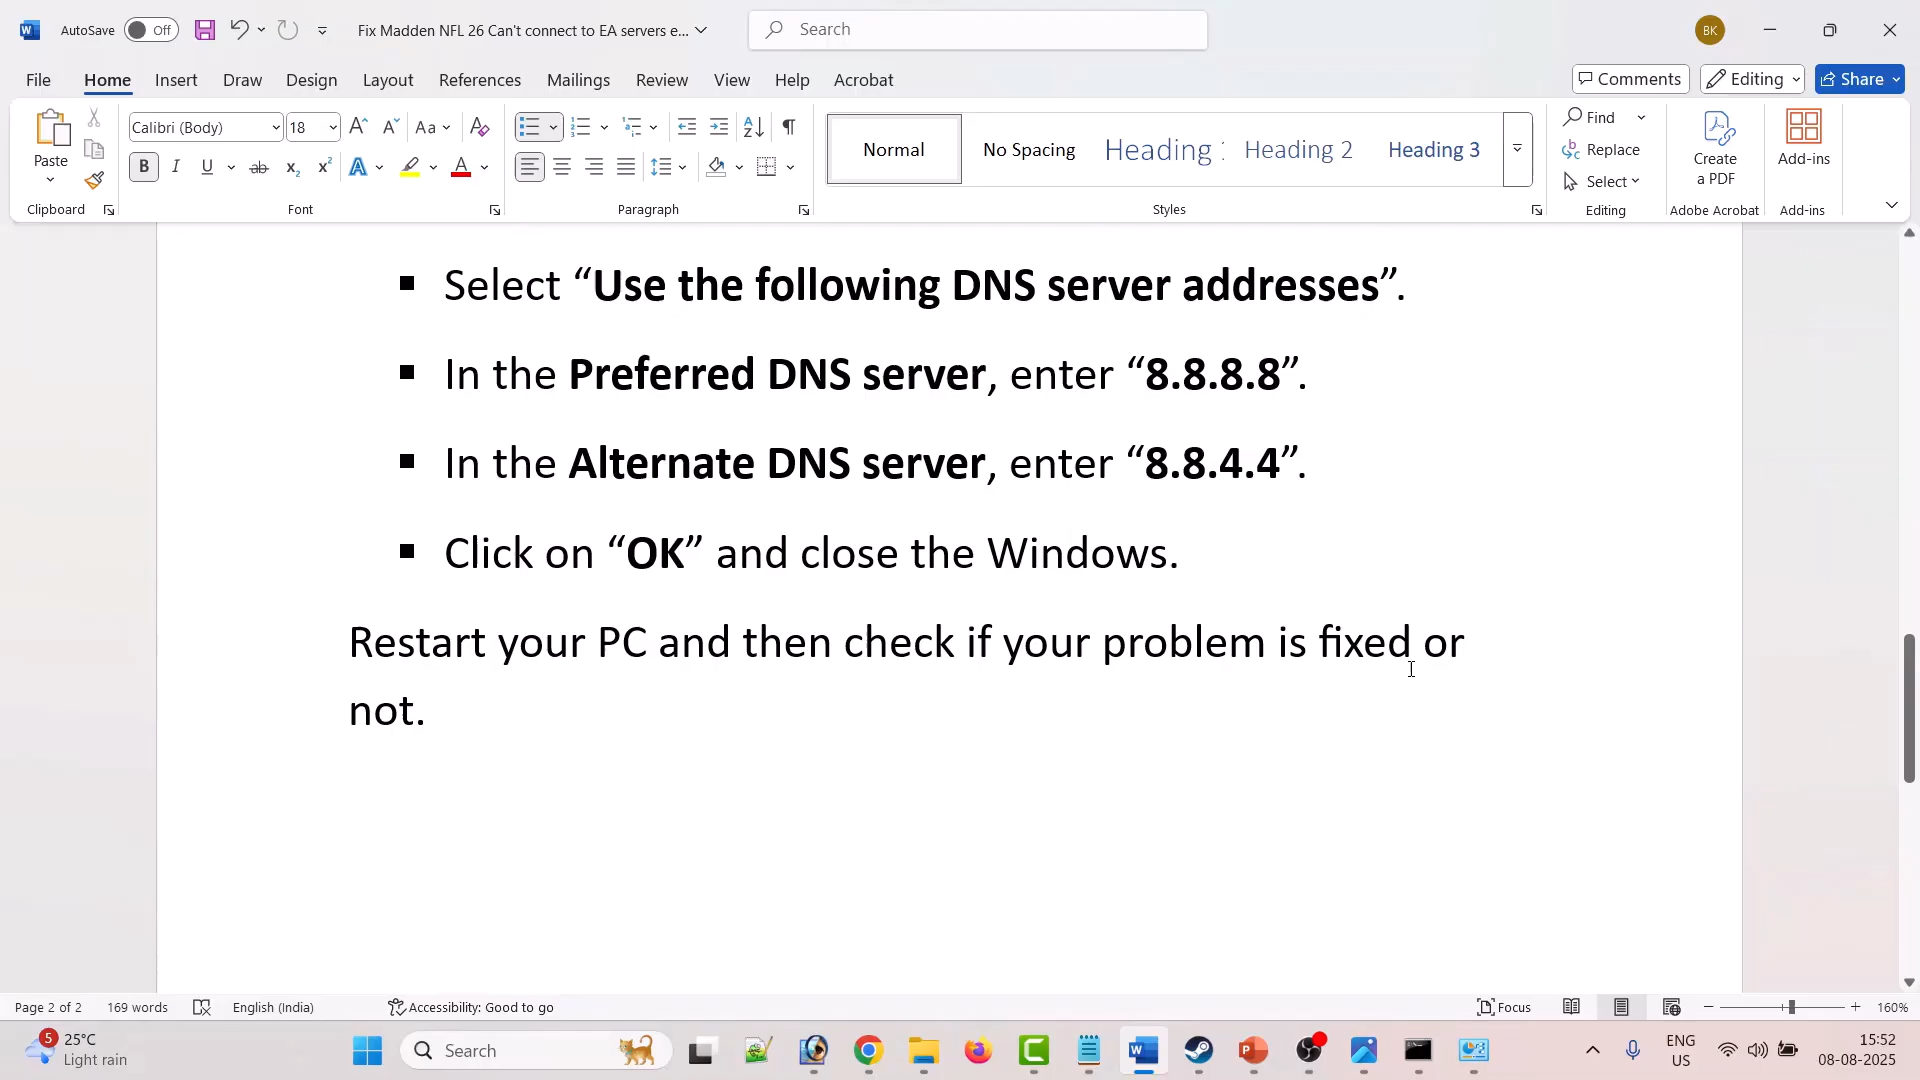 AutoSave Off Fix Madden NFL 26 Can't connect to EA servers e... Search BK
File Home Insert Draw Design Layout References Mailings Review View Help Acrobat Comments Editing Share
Paste
Calibri (Body) 18 Aa
B I U ab x₂ x² A A
Normal No Spacing Heading 1 Heading 2 Heading 3
Find
Replace
Select
Create
a PDF
Add-ins
Clipboard Font Paragraph Styles Editing Adobe Acrobat Add-ins
▪ Select “Use the following DNS server addresses”.
▪ In the Preferred DNS server, enter “8.8.8.8”.
▪ In the Alternate DNS server, enter “8.8.4.4”.
▪ Click on “OK” and close the Windows.
Restart your PC and then check if your problem is fixed or
not.
Page 2 of 2 169 words English (India) Accessibility: Good to go Focus 160%
5
25°C
Light rain
Search
ENG
US
15:52
08-08-2025